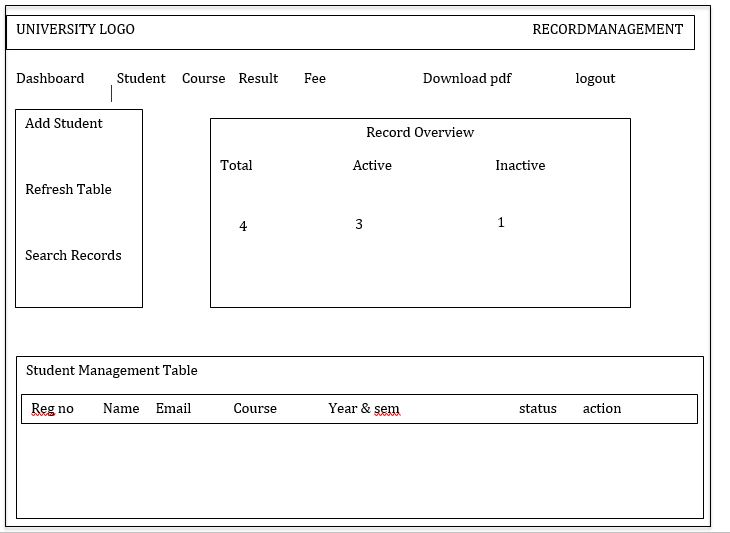 UNIVERSITY LOGO RECORDMANAGEMENT
Dashboard Student Course Result Fee Download pdf logout
Add Student
Refresh Table
Search Records
Record Overview
Total Active Inactive
4 3 1
Student Management Table
Reg no Name Email Course Year & sem status action